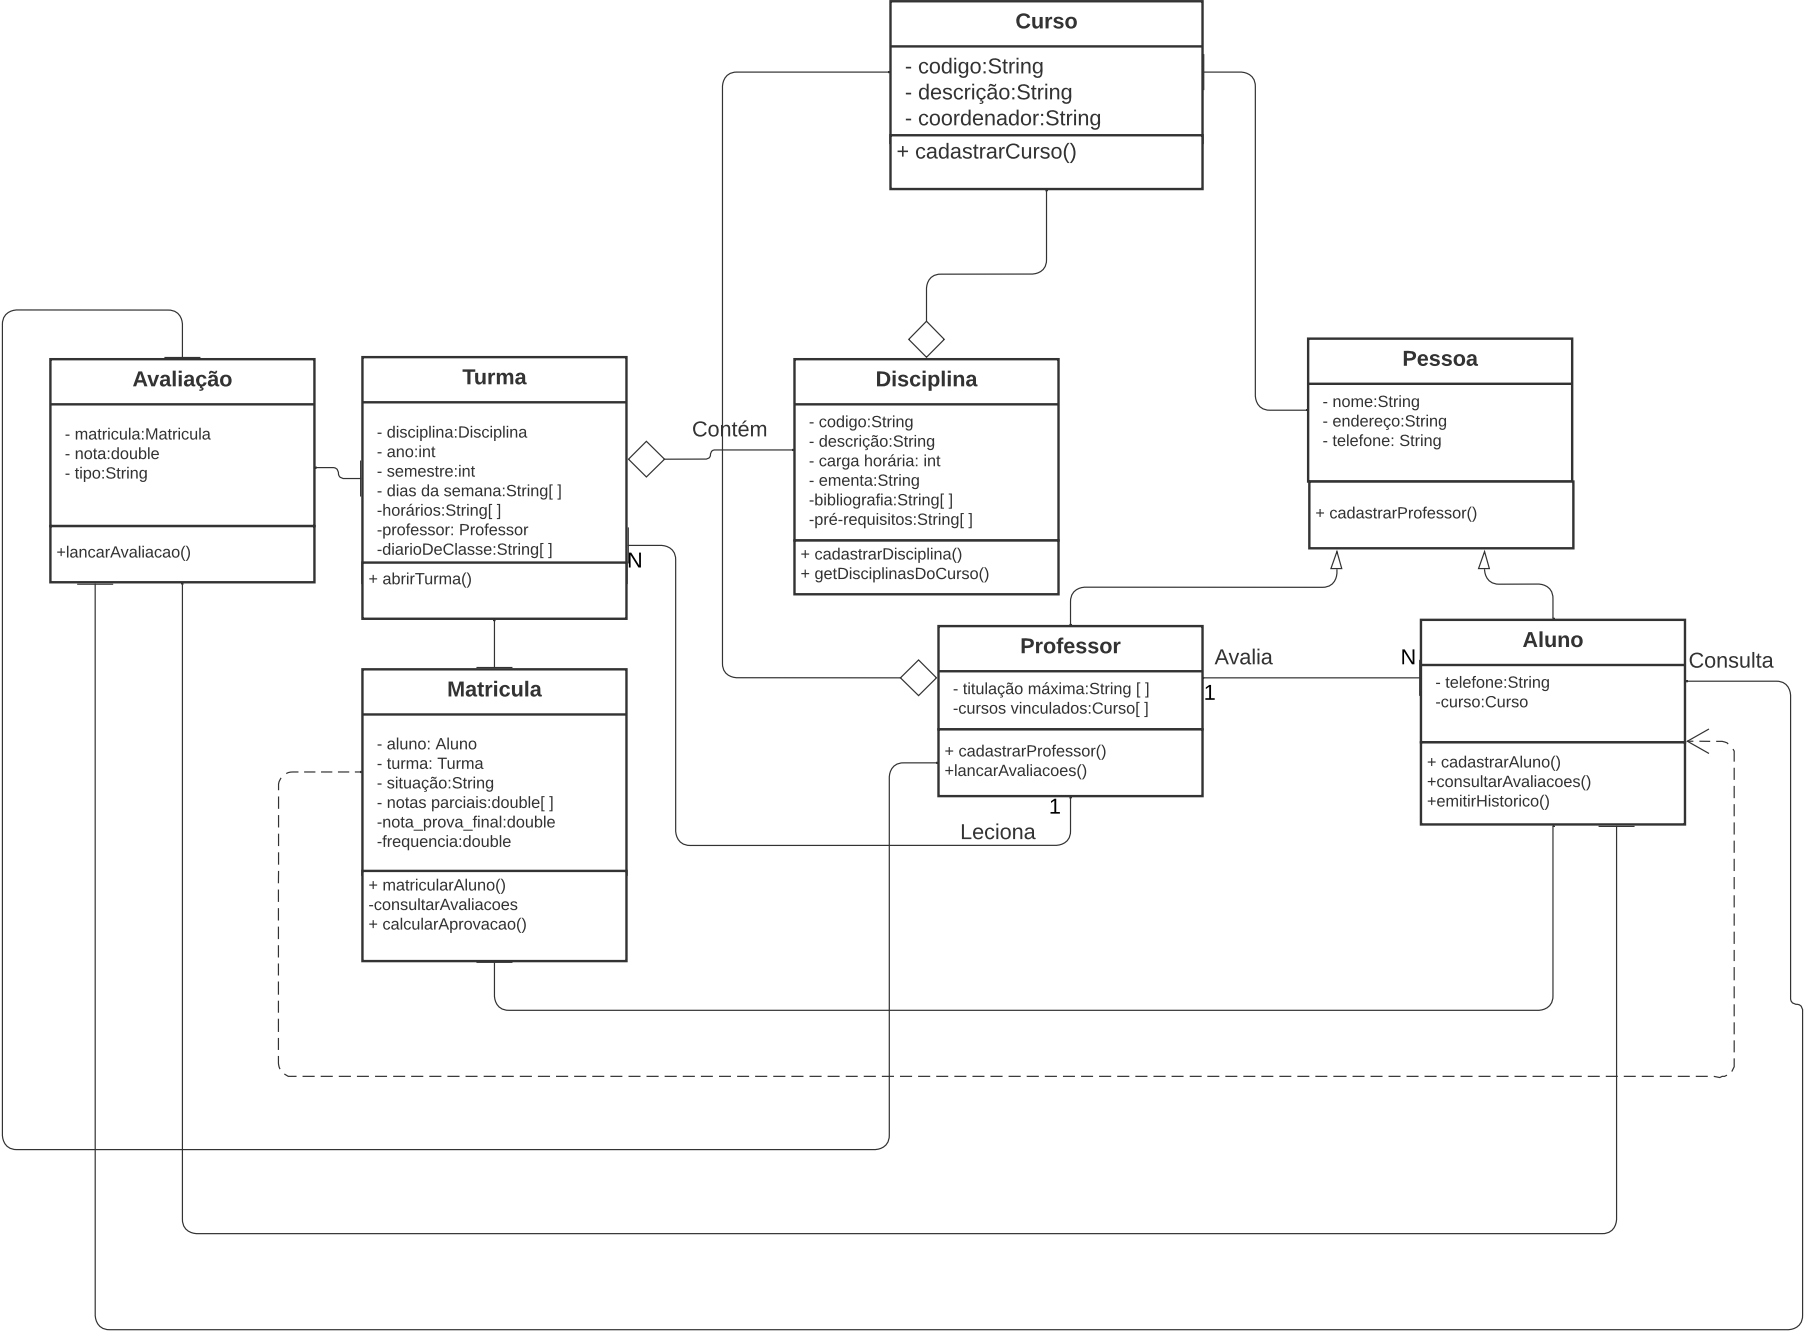 Curso
- codigo:String
- descrição:String
- coordenador:String
+ cadastrarCurso()
Avaliação
- matricula:Matricula
- nota:double
- tipo:String
+lancarAvaliacao()
Turma
- disciplina:Disciplina
- ano:int
- semestre:int
- dias da semana:String[ ]
-horários:String[ ]
-professor: Professor
-diarioDeClasse:String[ ]
+ abrirTurma()
Contém
N
Disciplina
- codigo:String
- descrição:String
- carga horária: int
- ementa:String
-bibliografia:String[ ]
-pré-requisitos:String[ ]
+ cadastrarDisciplina()
+ getDisciplinasDoCurso()
Pessoa
- nome:String
- endereço:String
- telefone: String
+ cadastrarProfessor()
Matricula
- aluno: Aluno
- turma: Turma
- situação:String
- notas parciais:double[ ]
-nota_prova_final:double
-frequencia:double
+ matricularAluno()
-consultarAvaliacoes
+ calcularAprovacao()
Professor
- titulação máxima:String [ ]
-cursos vinculados:Curso[ ]
+ cadastrarProfessor()
+lancarAvaliacoes()
1
Leciona
Avalia
1
N
Aluno
- telefone:String
-curso:Curso
+ cadastrarAluno()
+consultarAvaliacoes()
+emitirHistorico()
Consulta